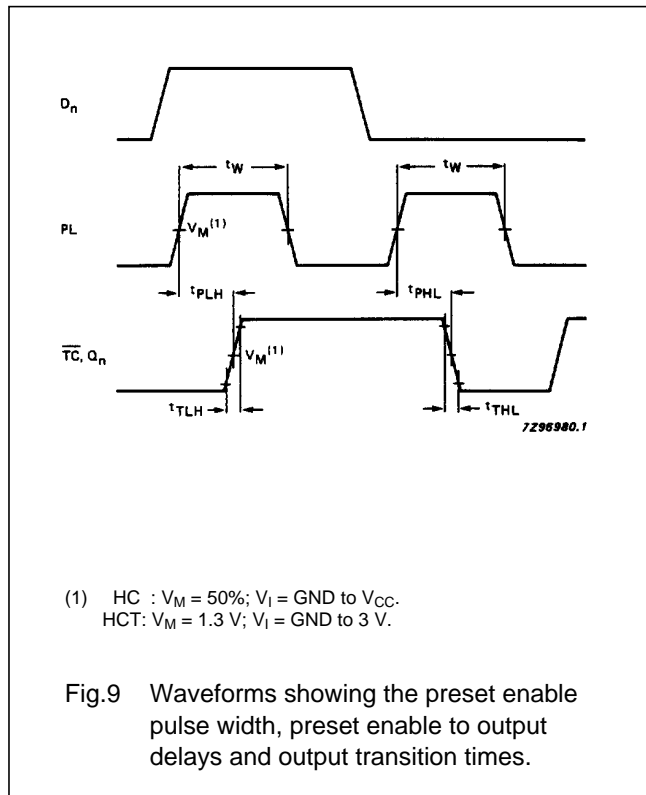 Dn
tW
tW
PL
VM(1)
tPLH
tPHL
TC, Qn
VM(1)
tTLH
tTHL
7Z96980.1
(1) HC : VM = 50%; VI = GND to VCC.
HCT: VM = 1.3 V; VI = GND to 3 V.
Fig.9 Waveforms showing the preset enable
pulse width, preset enable to output
delays and output transition times.